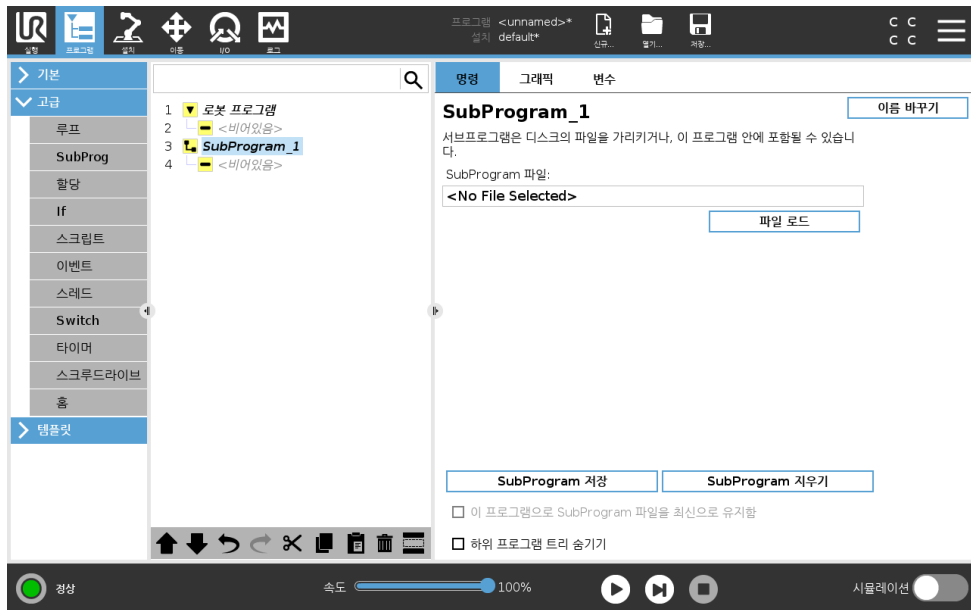 UR
실행
프로그램
설치
이동
I/O
로그
프로그램 <unnamed>*
설치 default*
신규...
열기...
저장...
C C
C C
기본
고급
루프
SubProg
할당
If
스크립트
이벤트
스레드
Switch
타이머
스크루드라이브
홈
템플릿
1 로봇 프로그램
2 <비어있음>
3 SubProgram_1
4 <비어있음>
명령 그래픽 변수
SubProgram_1
이름 바꾸기
서브프로그램은 디스크의 파일을 가리키거나, 이 프로그램 안에 포함될 수 있습니
다.
SubProgram 파일:
<No File Selected>
파일 로드
SubProgram 저장
SubProgram 지우기
이 프로그램으로 SubProgram 파일을 최신으로 유지함
하위 프로그램 트리 숨기기
정상
속도 100%
시뮬레이션